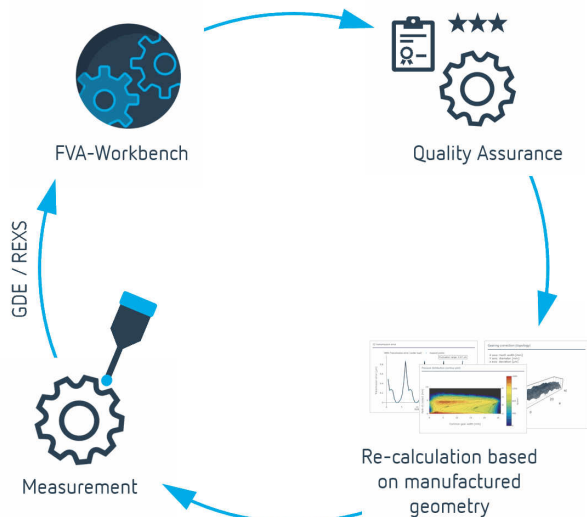 FVA-Workbench
Quality Assurance
GDE / REXS
Measurement
Re-calculation based
on manufactured
geometry